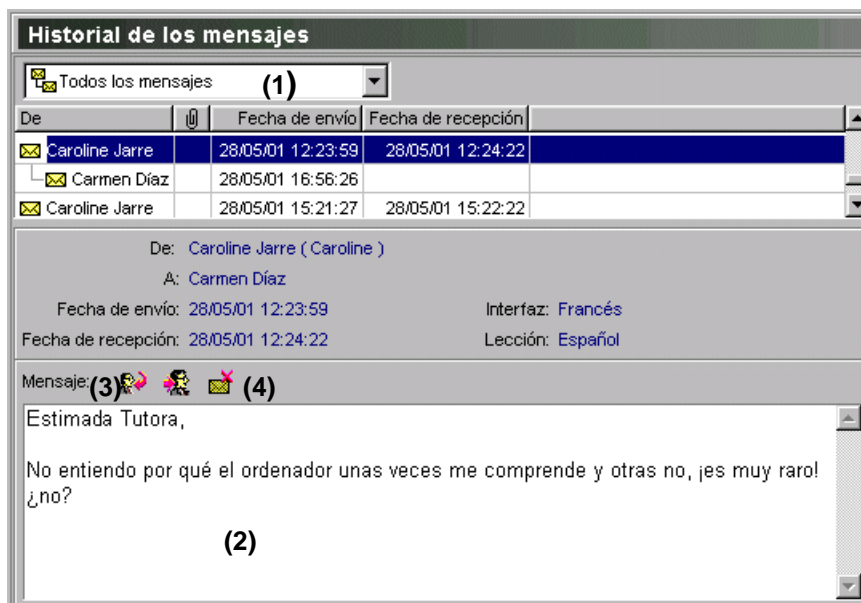 Historial de los mensajes
Todos los mensajes (1)
De Fecha de envío Fecha de recepción
Caroline Jarre 28/05/01 12:23:59 28/05/01 12:24:22
Carmen Díaz 28/05/01 16:56:26
Caroline Jarre 28/05/01 15:21:27 28/05/01 15:22:22
De: Caroline Jarre ( Caroline )
A: Carmen Díaz
Fecha de envío: 28/05/01 12:23:59 Interfaz: Francés
Fecha de recepción: 28/05/01 12:24:22 Lección: Español
Mensaje: (3) (4)
Estimada Tutora,
No entiendo por qué el ordenador unas veces me comprende y otras no, ¡es muy raro!
¿no?
(2)